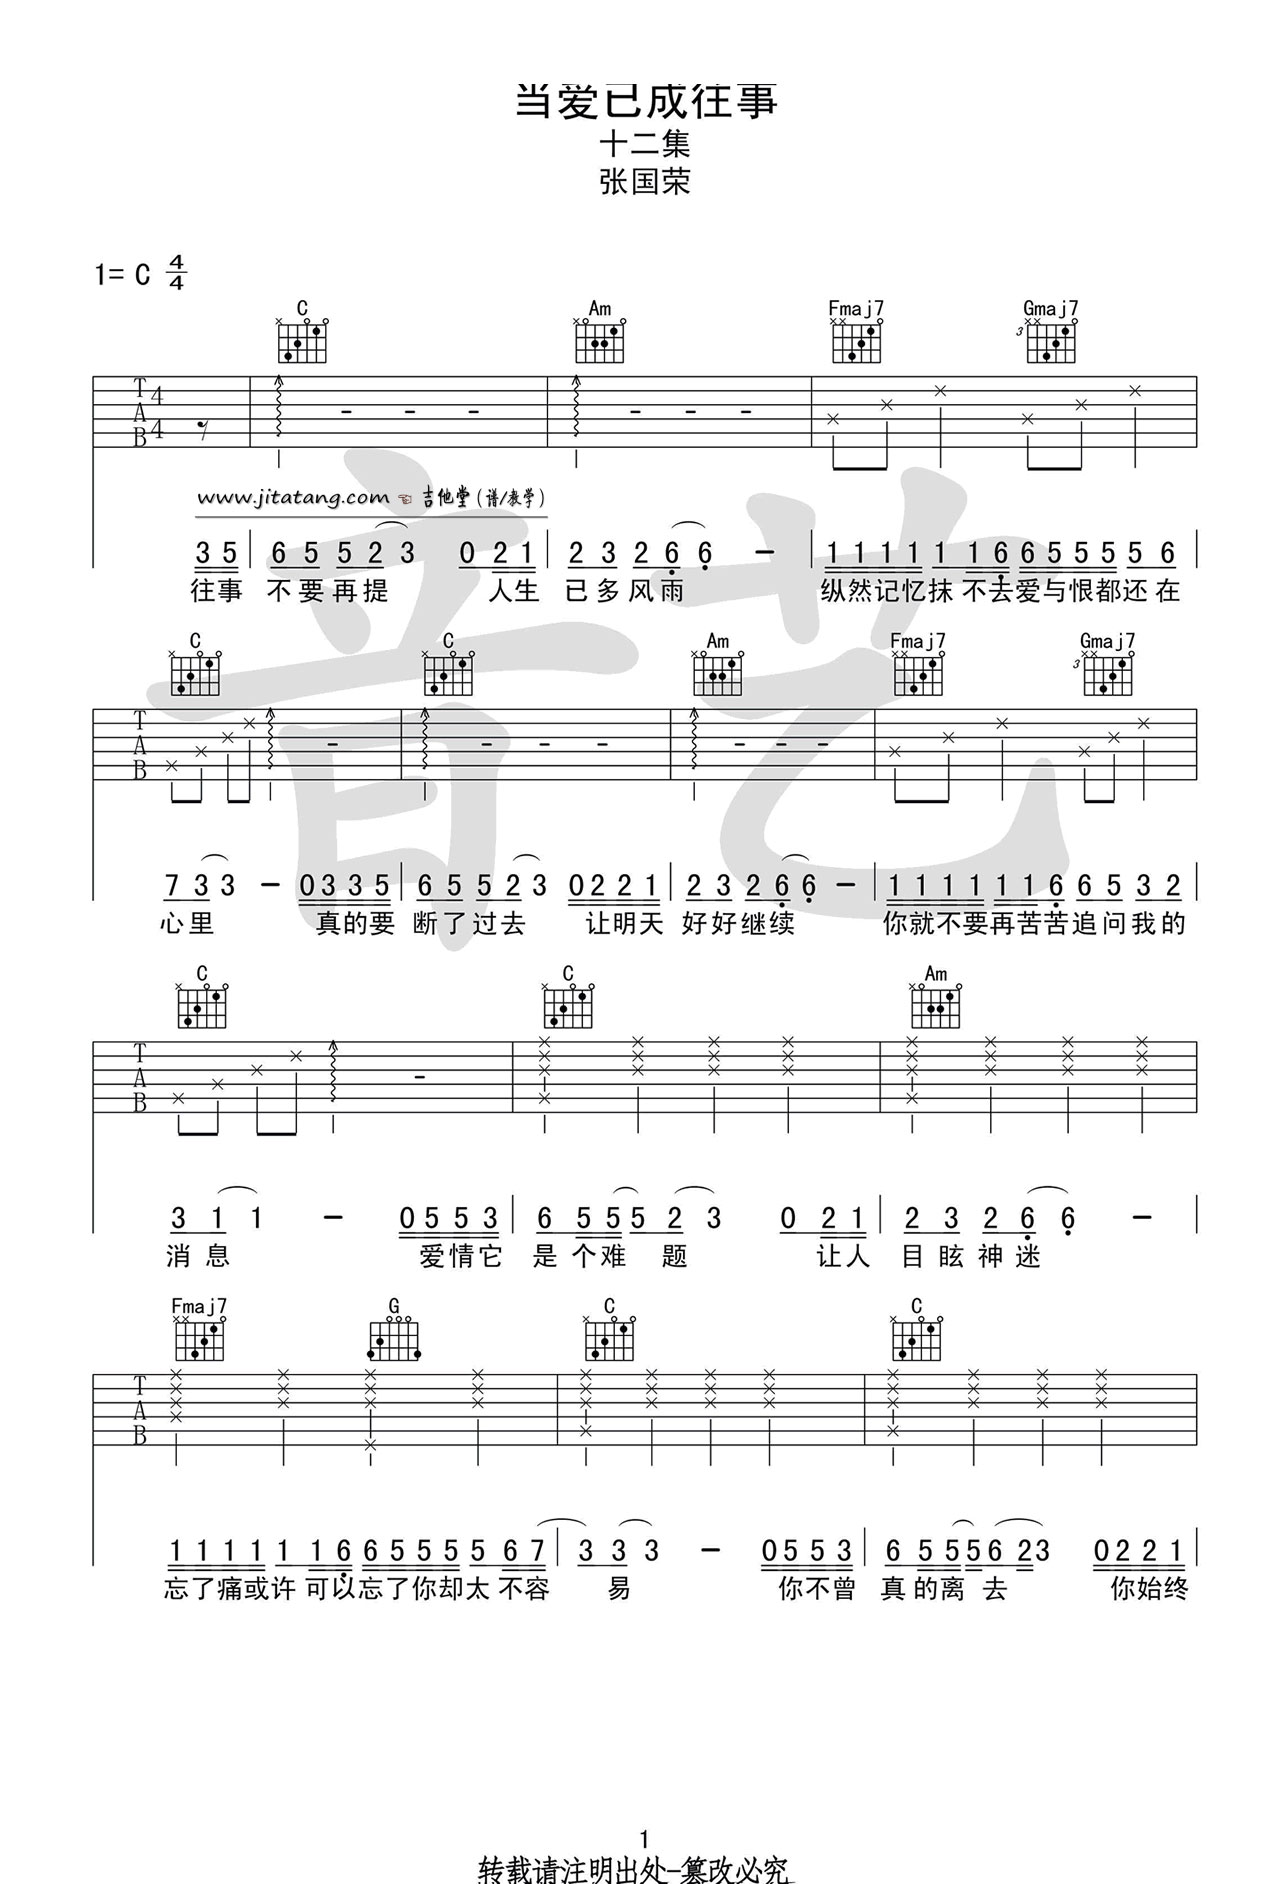 当爱已成往事
十二集
张国荣
1= C 4/4
C Am Fmaj7 Gmaj7
3
T A B 4/4
www.jitatang.com 吉他堂(谱/教学)
3 5 | 6 5 5 2 3 0 2 1 | 2 3 2 6 6 - | 1 1 1 1 1 1 6 6 5 5 5 5 6 |
往事 不要再提 人生 已多风雨 纵然记忆抹不去爱与恨都还在
C C Am Fmaj7 Gmaj7
3
T A B
7 3 3 - 0 3 3 5 | 6 5 5 2 3 0 2 2 1 | 2 3 2 6 6 - | 1 1 1 1 1 1 6 6 5 3 2 |
心里 真的要 断了过去 让明天 好好继续 你就不要再苦苦追问我的
C C Am
T A B
3 1 1 - 0 5 5 3 | 6 5 5 5 2 3 0 2 1 | 2 3 2 6 6 - |
消息 爱情它 是个难题 让人 目眩神迷
Fmaj7 G C C
T A B
1 1 1 1 1 1 6 6 5 5 5 5 6 7 | 3 3 3 - 0 5 5 3 | 6 5 5 5 6 2 3 0 2 2 1 |
忘了痛或许可以忘了你却太不容 易 你不曾 真的离去 你始终
1
转载请注明出处-篡改必究
音艺